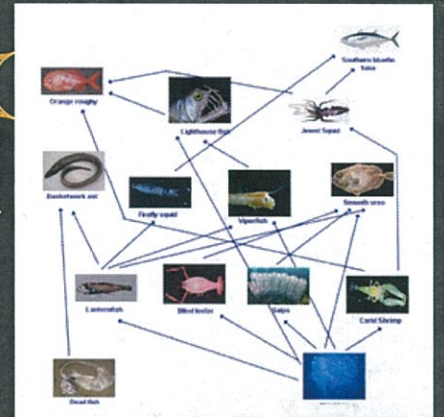 Southern bluefin
tuna
Orange roughy
Lighthouse fish
Jewel Squid
Basketwork eel
Firefly squid
Viperfish
Smooth oreo
Lanternfish
Blind lobster
Salps
Carid Shrimp
Dead fish